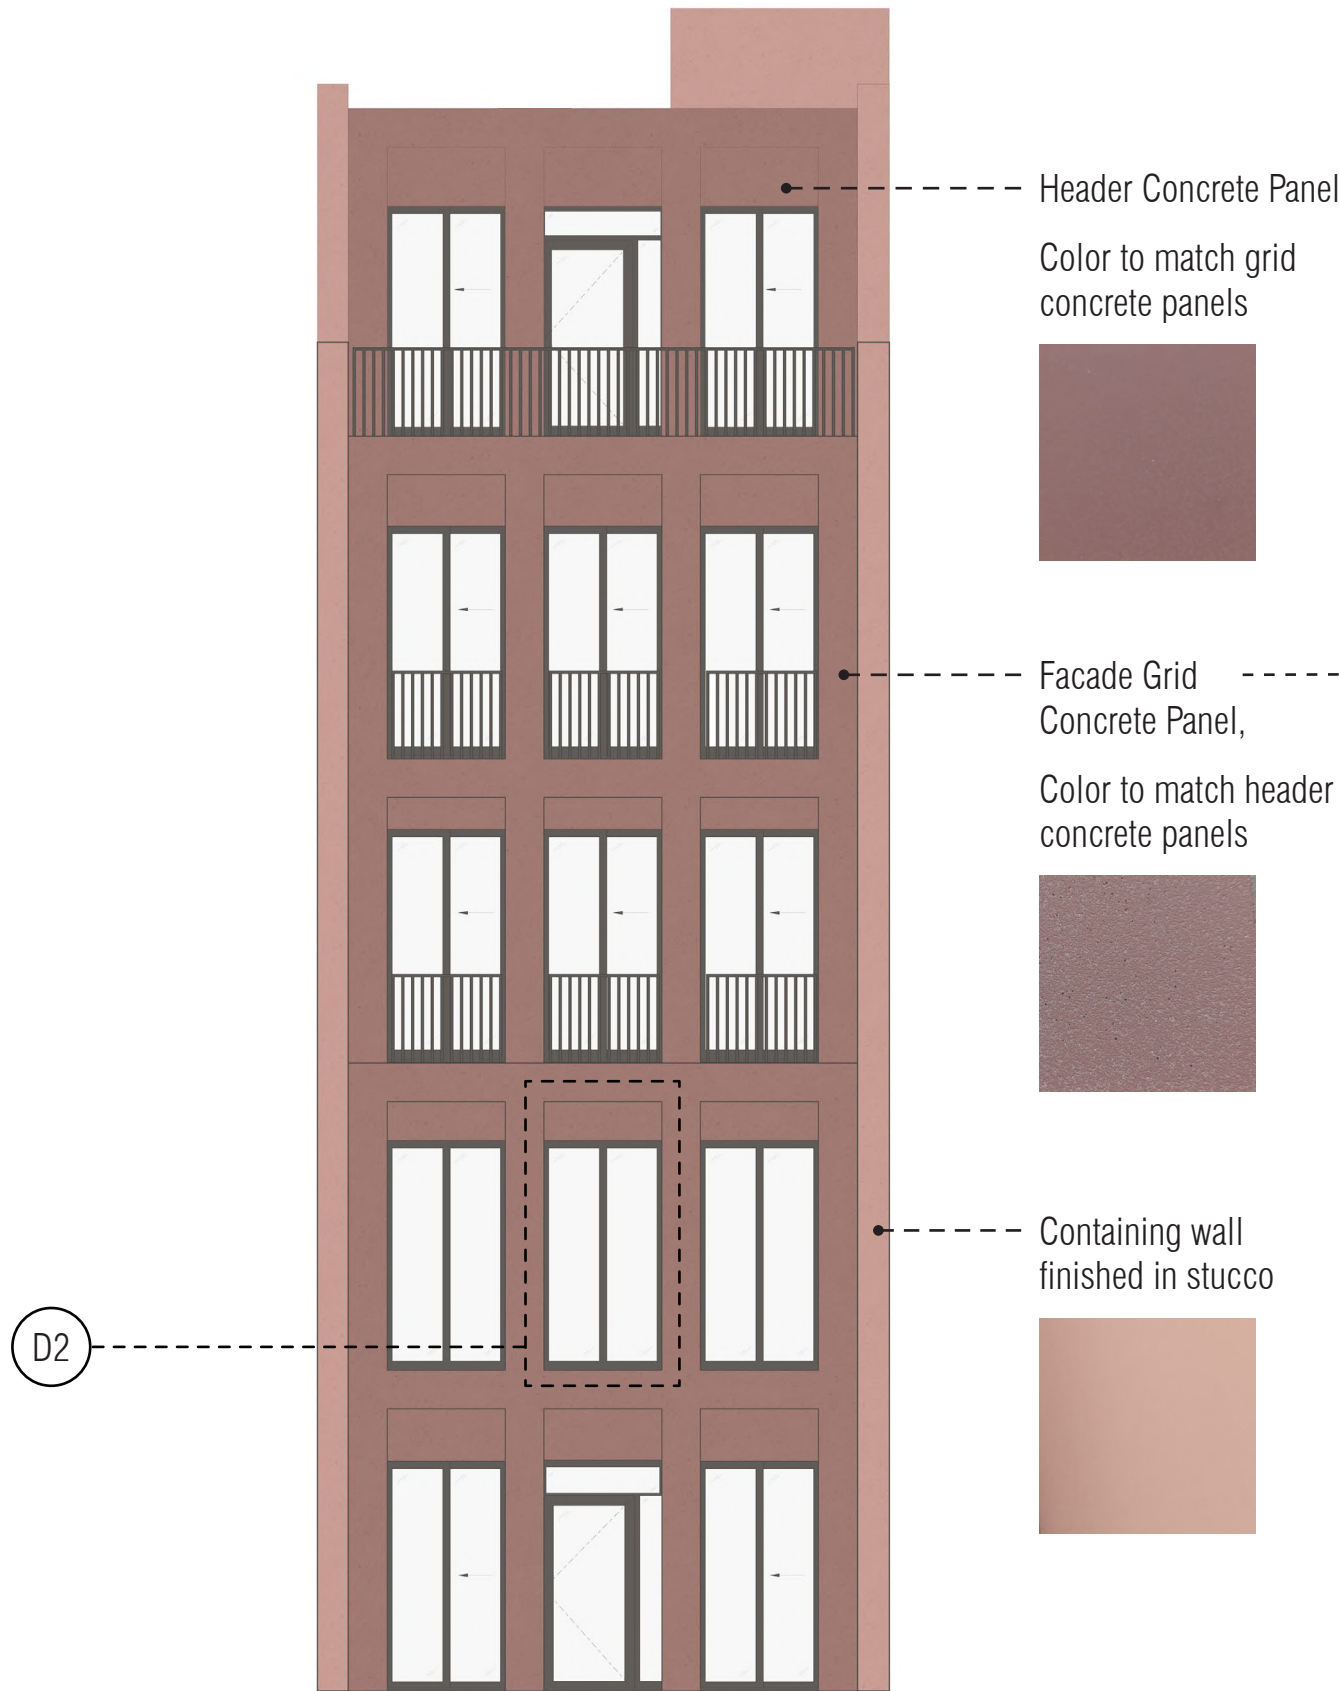 Header Concrete Panel
Color to match grid
concrete panels
Facade Grid
Concrete Panel,
Color to match header
concrete panels
Containing wall
finished in stucco
D2